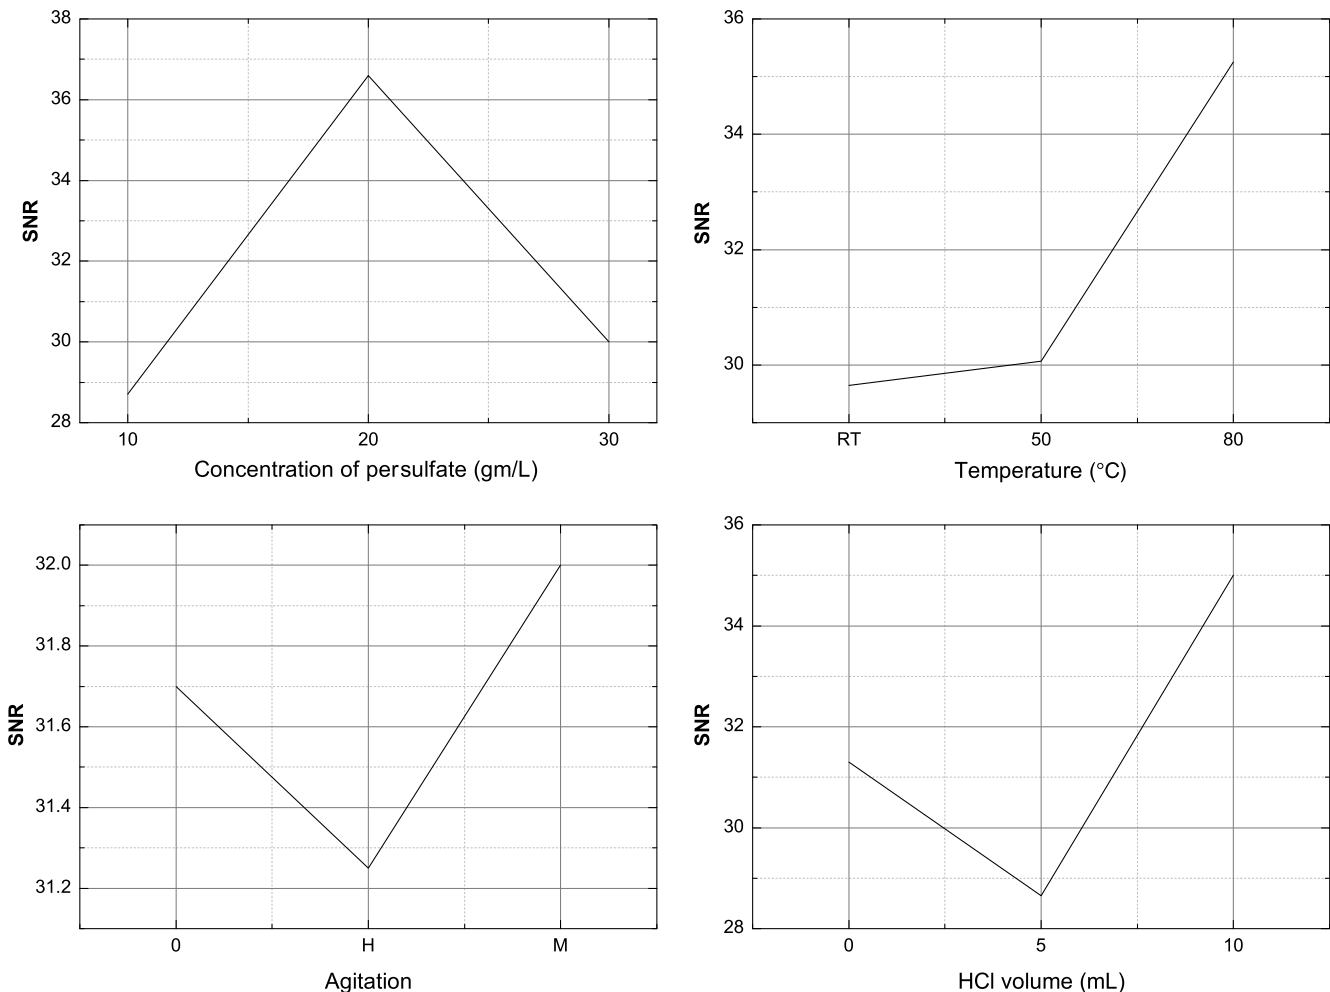 38
36
34
32
30
28
SNR
10 20 30
Concentration of persulfate (gm/L)
36
34
32
30
SNR
RT 50 80
Temperature (°C)
32.0
31.8
31.6
31.4
31.2
SNR
0 H M
Agitation
36
34
32
30
28
SNR
0 5 10
HCl volume (mL)